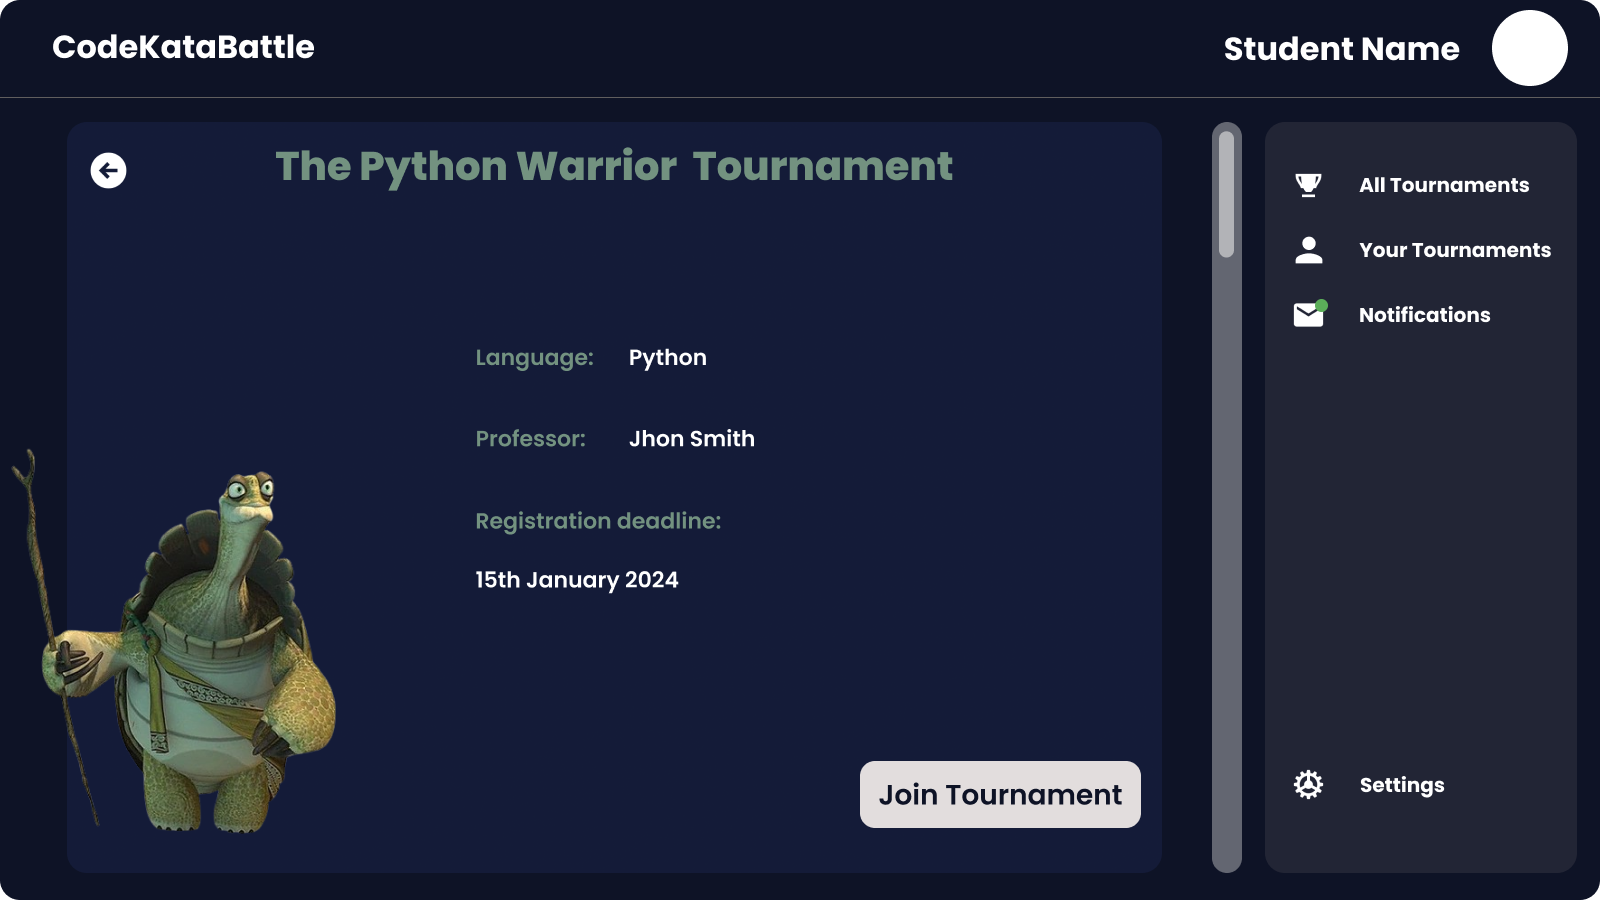 CodeKataBattle
Student Name
The Python Warrior Tournament
Language: Python
Professor: Jhon Smith
Registration deadline:
15th January 2024
Join Tournament
All Tournaments
Your Tournaments
Notifications
Settings